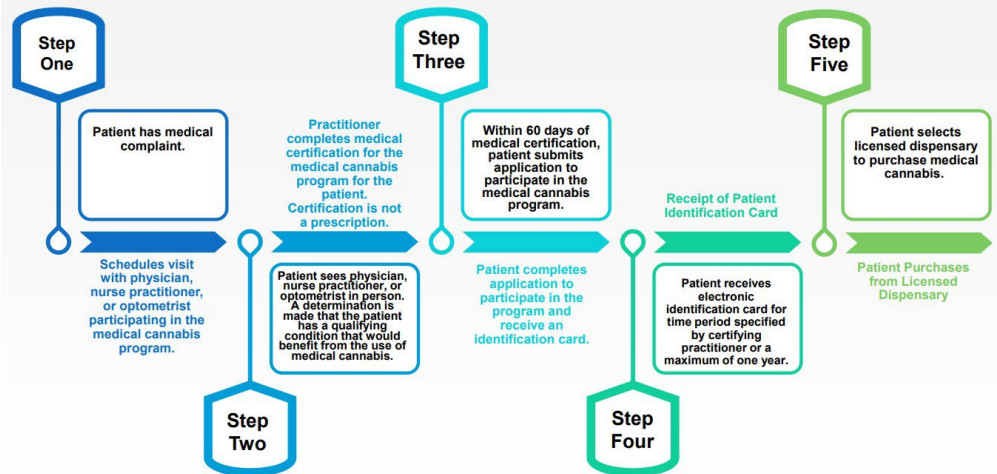 Step
One
Patient has medical
complaint.
Schedules visit
with physician,
nurse practitioner,
or optometrist
participating in the
medical cannabis
program.
Step
Two
Practitioner
completes medical
certification for the
medical cannabis
program for the
patient.
Certification is not
a prescription.
Patient sees physician,
nurse practitioner, or
optometrist in person.
A determination is
made that the patient
has a qualifying
condition that would
benefit from the use of
medical cannabis.
Step
Three
Within 60 days of
medical certification,
patient submits
application to
participate in the
medical cannabis
program.
Patient completes
application to
participate in the
program and
receive an
identification card.
Step
Four
Receipt of Patient
Identification Card
Patient receives
electronic
identification card for
time period specified
by certifying
practitioner or a
maximum of one year.
Step
Five
Patient selects
licensed dispensary
to purchase medical
cannabis.
Patient Purchases
from Licensed
Dispensary